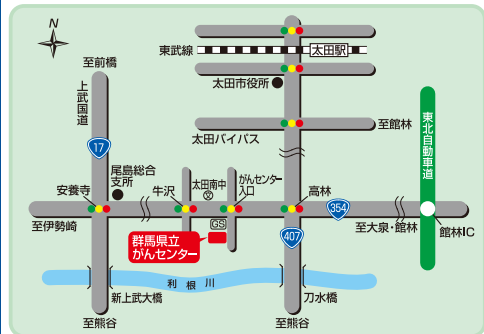 N
東武線
太田駅
至前橋
太田市役所
上武国道
東北自動車道
太田バイパス
至館林
17
尾島総合
支所
安養寺
牛沢
太田南中
文
がんセンター
入口
高林
354
至伊勢崎
GS
407
至大泉・館林
館林IC
群馬県立
がんセンター
利根川
新上武大橋
刀水橋
至熊谷
至熊谷